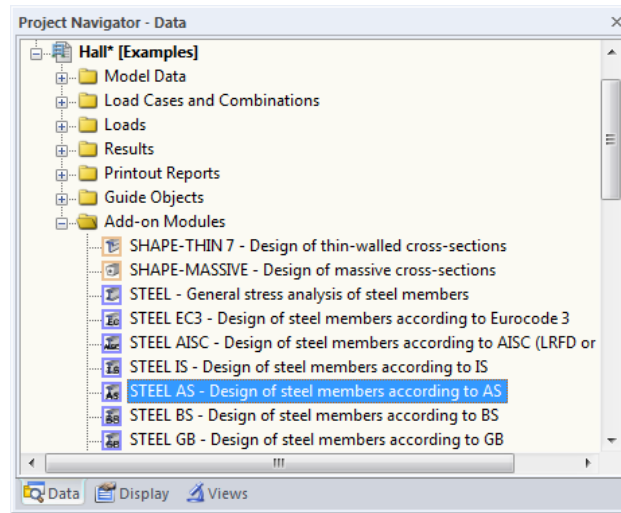 Project Navigator - Data
Hall* [Examples]
Model Data
Load Cases and Combinations
Loads
Results
Printout Reports
Guide Objects
Add-on Modules
SHAPE-THIN 7 - Design of thin-walled cross-sections
SHAPE-MASSIVE - Design of massive cross-sections
STEEL - General stress analysis of steel members
STEEL EC3 - Design of steel members according to Eurocode 3
STEEL AISC - Design of steel members according to AISC (LRFD or
STEEL IS - Design of steel members according to IS
STEEL AS - Design of steel members according to AS
STEEL BS - Design of steel members according to BS
STEEL GB - Design of steel members according to GB
Data Display Views